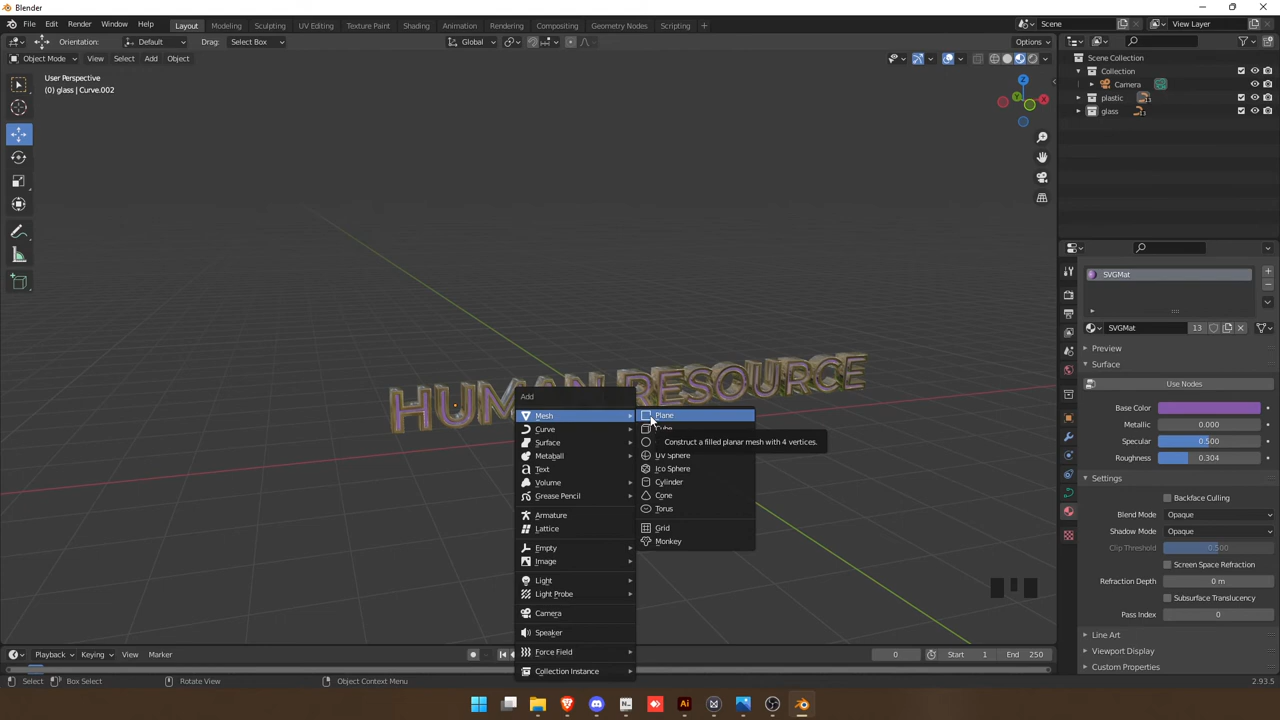 Blender
File Edit Render Window Help Layout Modeling Sculpting UV Editing Texture Paint Shading Animation Rendering Compositing Geometry Nodes Scripting + Scene View Layer
Orientation: Default Drag: Select Box Global Options
Object Mode View Select Add Object
User Perspective
(0) glass | Curve.002
Z
Y
X
Scene Collection
Collection
Camera
plastic 13
glass 13
HUMAN RESOURCE
Add
Mesh
Curve
Surface
Metaball
Text
Volume
Grease Pencil
Armature
Lattice
Empty
Image
Light
Light Probe
Camera
Speaker
Force Field
Collection Instance
Plane
Cube
Construct a filled planar mesh with 4 vertices.
UV Sphere
Ico Sphere
Cylinder
Cone
Torus
Grid
Monkey
SVGMat
SVGMat 13
Preview
Surface
Use Nodes
Base Color
Metallic 0.000
Specular 0.500
Roughness 0.304
Settings
Backface Culling
Blend Mode Opaque
Shadow Mode Opaque
Clip Threshold 0.500
Screen Space Refraction
Refraction Depth 0 m
Subsurface Translucency
Pass Index 0
Line Art
Viewport Display
Custom Properties
Playback Keying View Marker 0 Start 1 End 250
Select Box Select Rotate View Object Context Menu 2.93.5
Ai